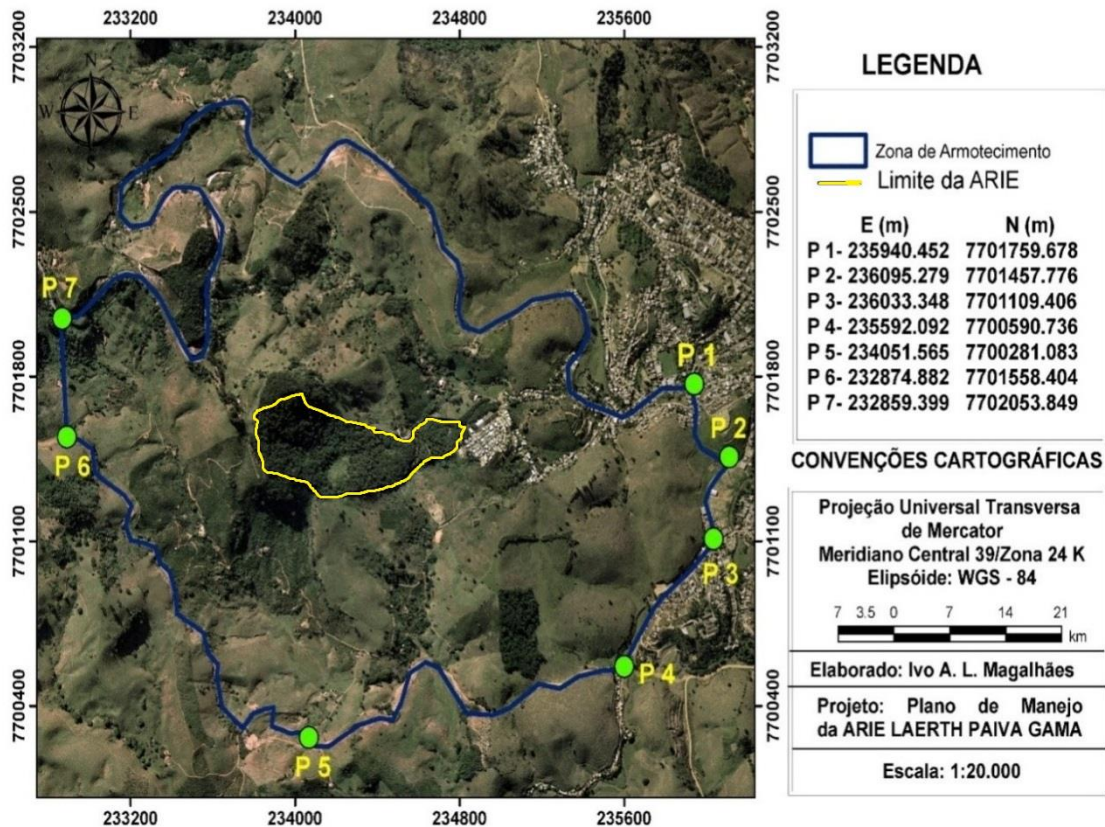 233200 234000 234800 235600
7703200
7702500
7701800
7701100
7700400
7703200
7702500
7701800
7701100
7700400
N
W E
S
P 7
P 1
P 2
P 6
P 3
P 4
P 5
233200 234000 234800 235600
LEGENDA
Zona de Armotecimento
Limite da ARIE
E (m) N (m)
P 1- 235940.452 7701759.678
P 2- 236095.279 7701457.776
P 3- 236033.348 7701109.406
P 4- 235592.092 7700590.736
P 5- 234051.565 7700281.083
P 6- 232874.882 7701558.404
P 7- 232859.399 7702053.849
CONVENÇÕES CARTOGRÁFICAS
Projeção Universal Transversa
de Mercator
Meridiano Central 39/Zona 24 K
Elipsóide: WGS - 84
7 3.5 0 7 14 21
km
Elaborado: Ivo A. L. Magalhães
Projeto: Plano de Manejo
da ARIE LAERTH PAIVA GAMA
Escala: 1:20.000